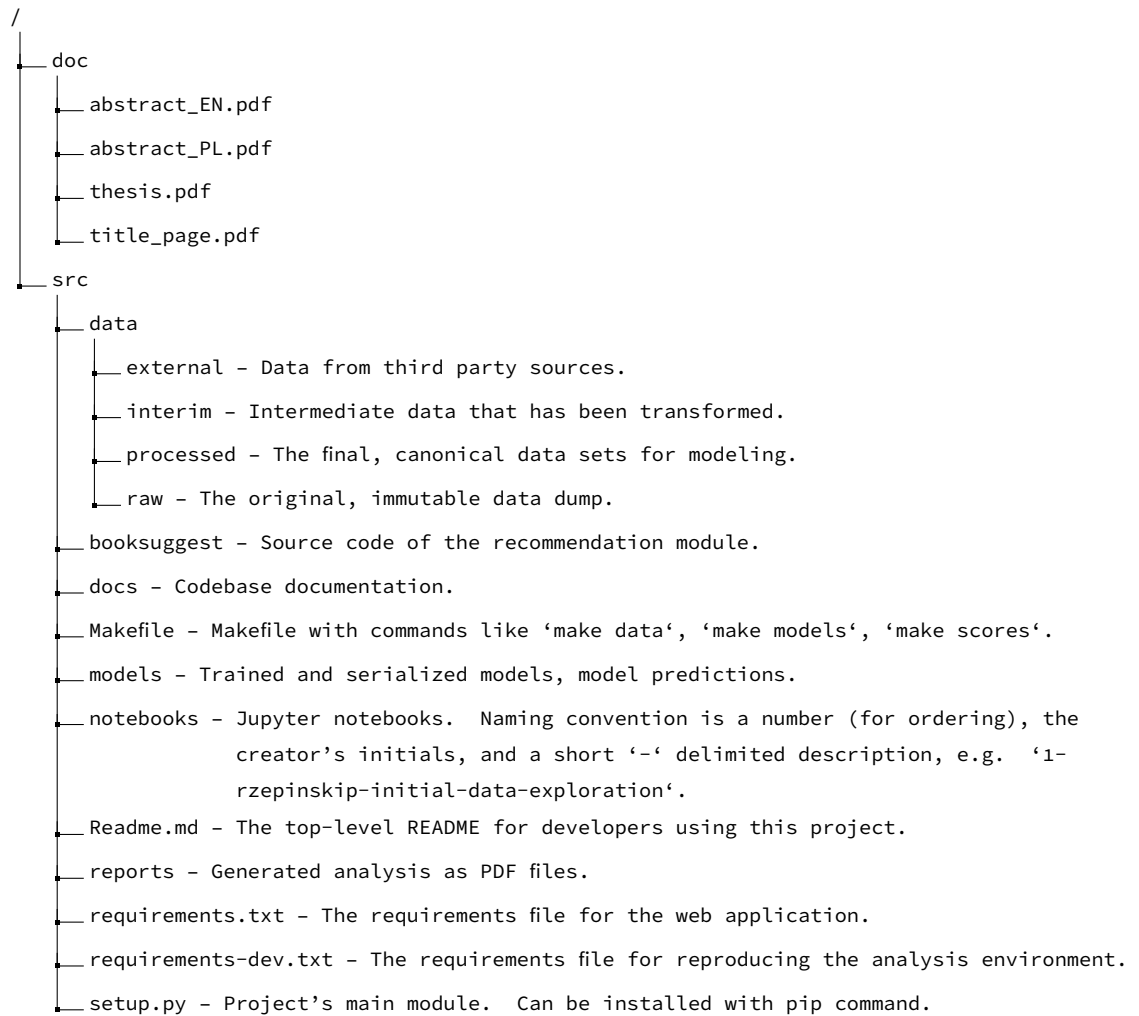 /
doc
abstract_EN.pdf
abstract_PL.pdf
thesis.pdf
title_page.pdf
src
data
external – Data from third party sources.
interim – Intermediate data that has been transformed.
processed – The final, canonical data sets for modeling.
raw – The original, immutable data dump.
booksuggest – Source code of the recommendation module.
docs – Codebase documentation.
Makefile – Makefile with commands like ‘make data‘, ‘make models‘, ‘make scores‘.
models – Trained and serialized models, model predictions.
notebooks – Jupyter notebooks. Naming convention is a number (for ordering), the
creator’s initials, and a short ‘-‘ delimited description, e.g. ‘1-
rzepinskip-initial-data-exploration‘.
Readme.md – The top-level README for developers using this project.
reports – Generated analysis as PDF files.
requirements.txt – The requirements file for the web application.
requirements-dev.txt – The requirements file for reproducing the analysis environment.
setup.py – Project’s main module. Can be installed with pip command.